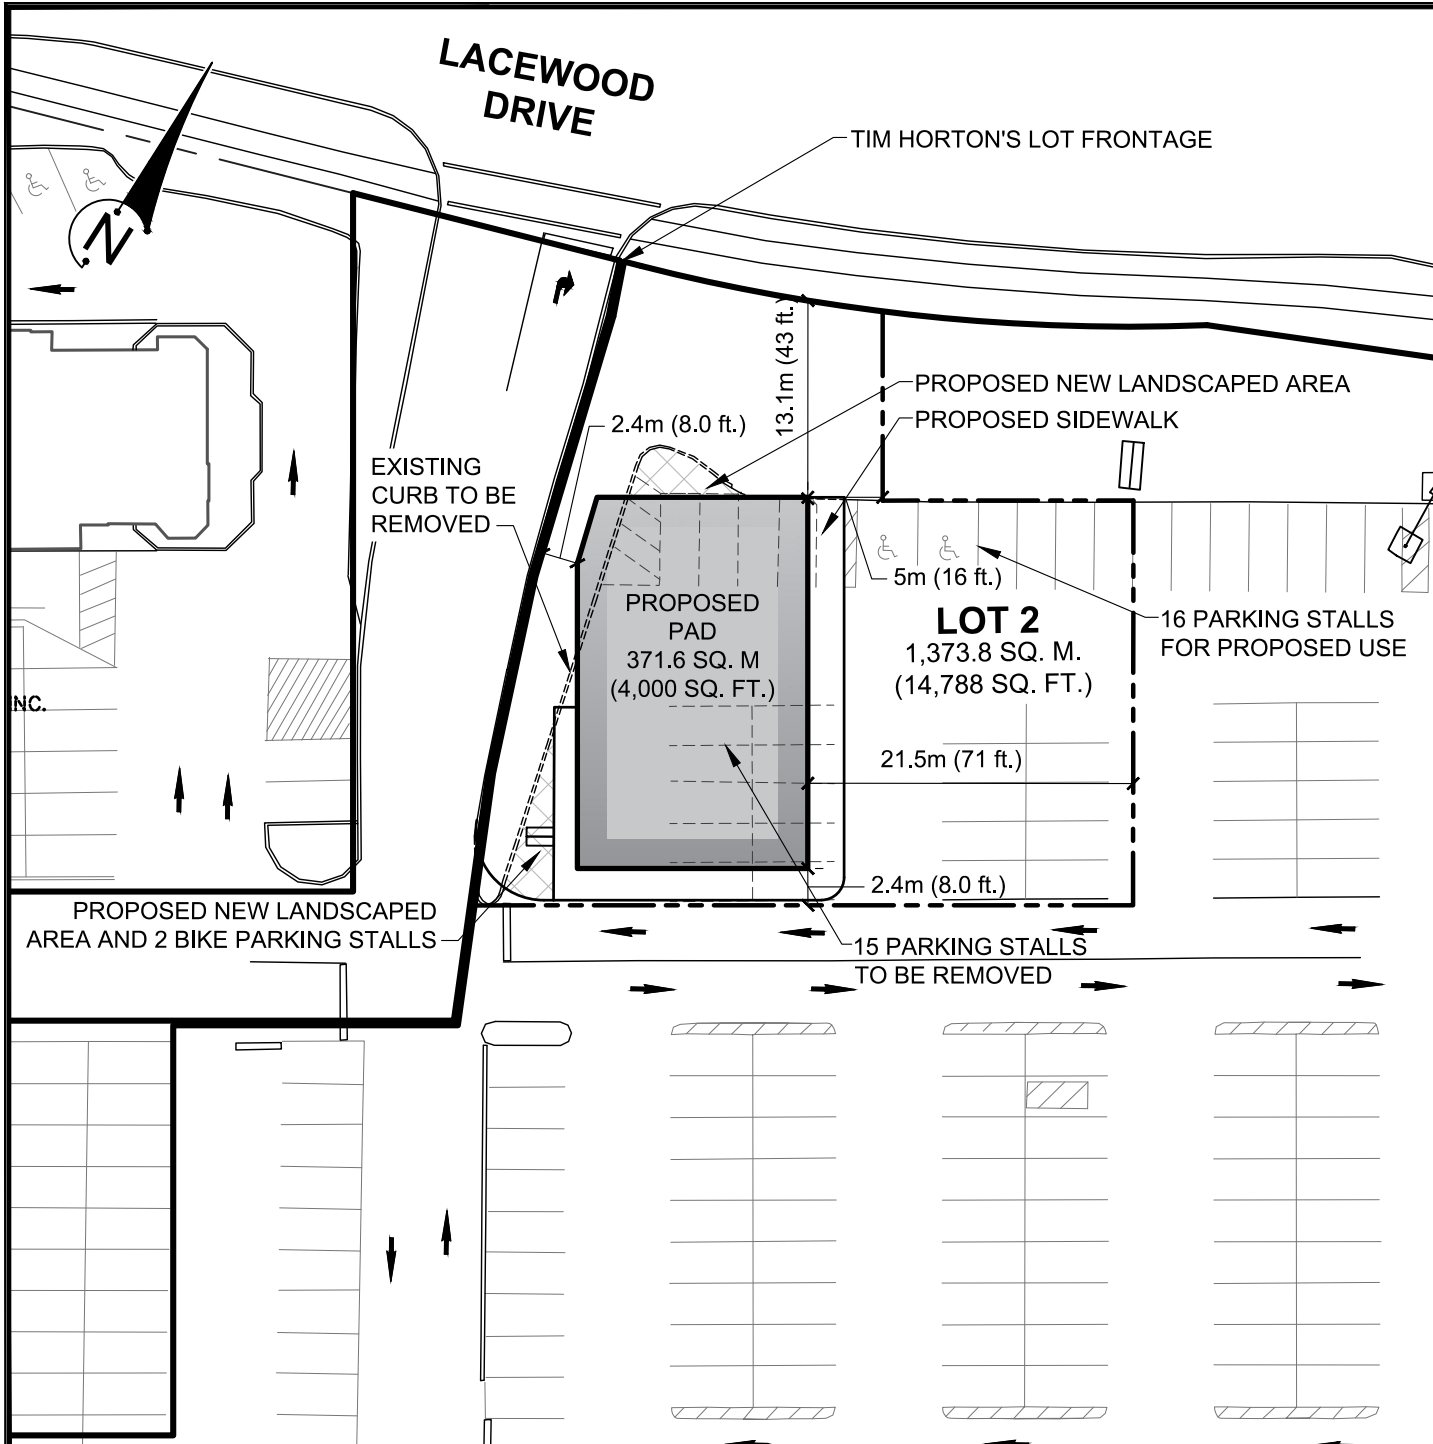 LACEWOOD
DRIVE
TIM HORTON'S LOT FRONTAGE
N
13.1m (43 ft.)
PROPOSED NEW LANDSCAPED AREA
PROPOSED SIDEWALK
2.4m (8.0 ft.)
EXISTING
CURB TO BE
REMOVED
5m (16 ft.)
PROPOSED
PAD
371.6 SQ. M
(4,000 SQ. FT.)
LOT 2
1,373.8 SQ. M.
(14,788 SQ. FT.)
16 PARKING STALLS
FOR PROPOSED USE
INC.
21.5m (71 ft.)
2.4m (8.0 ft.)
PROPOSED NEW LANDSCAPED
AREA AND 2 BIKE PARKING STALLS
15 PARKING STALLS
TO BE REMOVED